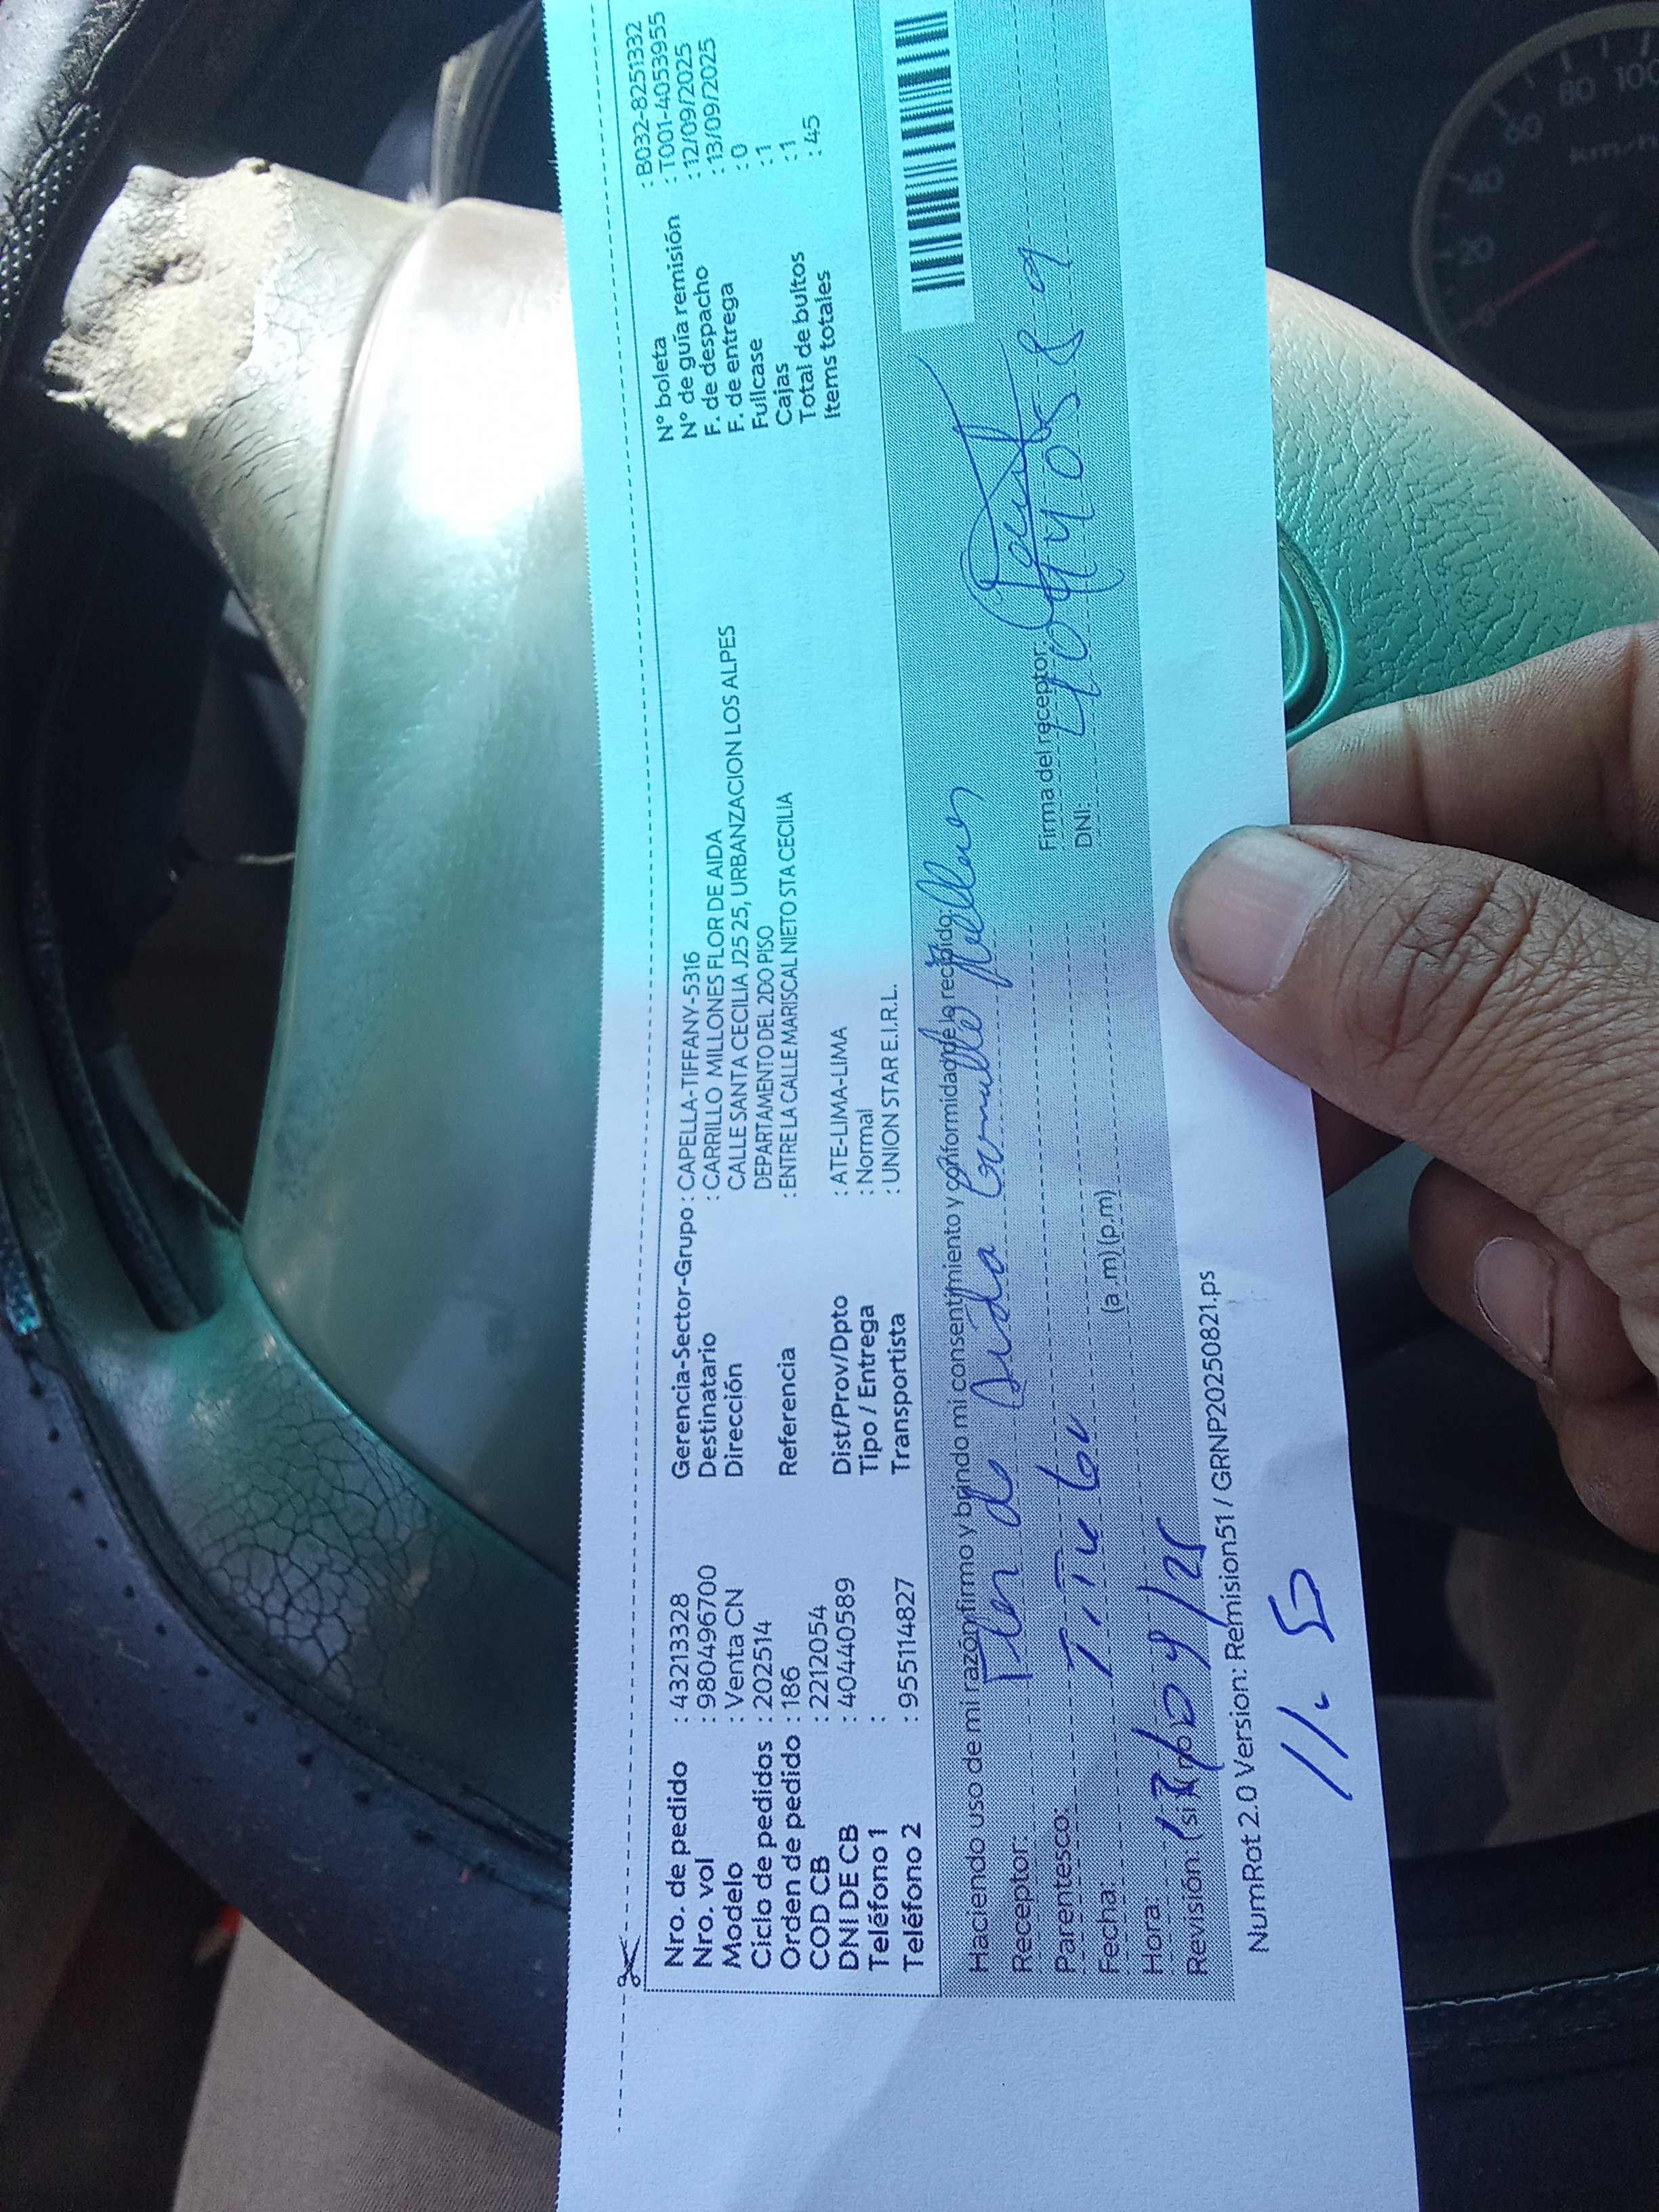 Nro. de pedido : 43213328
Nro. vol : 9804967​00
Modelo : Venta CN
Ciclo de pedidos : 202514
Orden de pedido : 186
COD CB : 2212054
DNI DE CB : 40440589
Teléfono 1 :
Teléfono 2 : 955114827
Gerencia-Sector-Grupo : CAPELLA-TIFFANY-5316
Destinatario : CARRILLO MILLONES FLOR DE AIDA
Dirección CALLE SANTA CECILIA J25 25, URBANZACION LOS ALPES
DEPARTAMENTO DEL 2DO PISO
Referencia : ENTRE LA CALLE MARISCAL NIETO STA CECILIA
Dist/Prov/Dpto : ATE-LIMA-LIMA
Tipo / Entrega : Normal
Transportista : UNION STAR E.I.R.L.
N° boleta : B032-8251332
N° de guía remisión : T001-4053955
F. de despacho : 12/09/2025
F. de entrega : 13/09/2025
Fullcase : 0
Cajas : 1
Total de bultos : 1
Items totales : 45
Haciendo uso de mi razón firmo y brindo mi consentimiento y conformidad de lo recibido:
Receptor: Flor de Aida Carrillo Millones
Parentesco: Titular
Fecha: 13/09/25
Hora: (a .m) (p.m)
Revisión: (si) (no)
Firma del receptor:
DNI: 40440589
NumRot 2.0 Version: Remision51 / GRNP20250821.ps